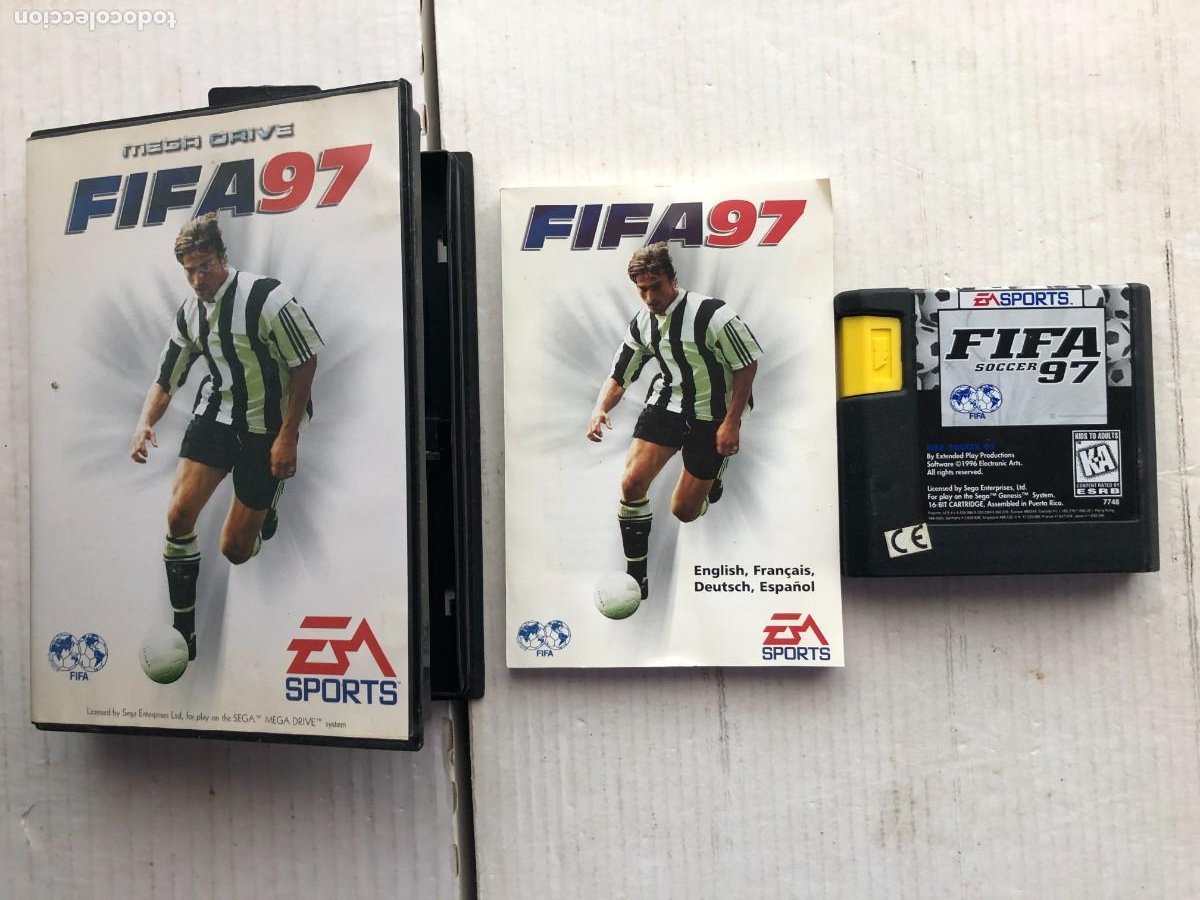 todocoleccion
MEGA DRIVE
FIFA97
FIFA
EA
SPORTS
Licensed by Sega Enterprises Ltd, for play on the SEGA™ MEGA DRIVE™ system
FIFA97
English, Français,
Deutsch, Español
FIFA
EA
SPORTS
EA SPORTS™
FIFA
SOCCER 97
FIFA
FIFA SOCCER 97
By Extended Play Productions
Software ©1996 Electronic Arts.
All rights reserved.
Licensed by Sega Enterprises, Ltd.
For play on the Sega™ Genesis™ System.
16-BIT CARTRIDGE, Assembled in Puerto Rico.
KIDS TO ADULTS
K-A
CONTENT RATED BY
ESRB
7748
CE